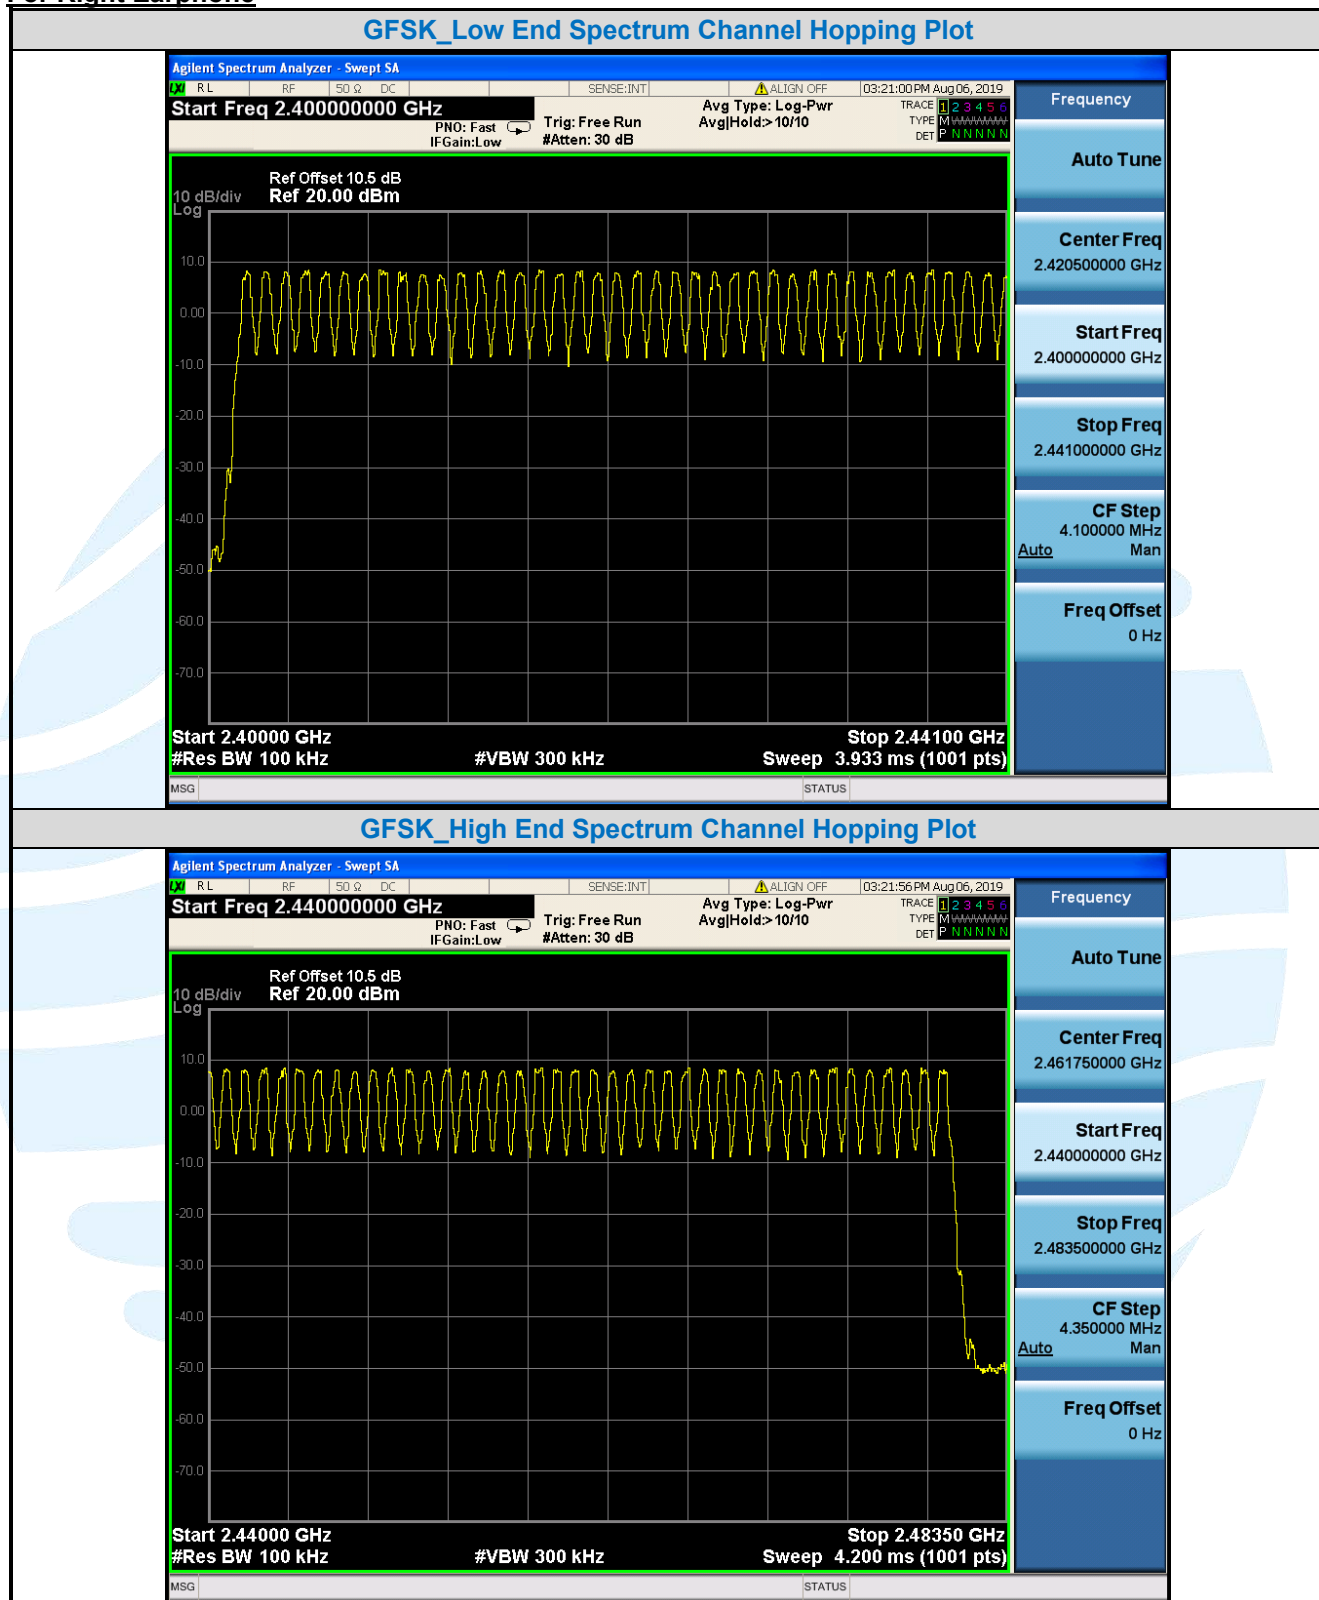 For Right Earphone
GFSK_Low End Spectrum Channel Hopping Plot
Agilent Spectrum Analyzer - Swept SA
LXI RL RF 50 Ω DC SENSE:INT ALIGN OFF 03:21:00 PM Aug 06, 2019
Start Freq 2.400000000 GHz
PNO: Fast
IFGain:Low
Trig: Free Run
#Atten: 30 dB
Avg Type: Log-Pwr
Avg|Hold:>10/10
TRACE 1 2 3 4 5 6
TYPE M WWWWW
DET P N N N N N
Frequency
Auto Tune
Center Freq
2.420500000 GHz
Start Freq
2.400000000 GHz
Stop Freq
2.441000000 GHz
CF Step
4.100000 MHz
Auto Man
Freq Offset
0 Hz
Ref Offset 10.5 dB
10 dB/div Ref 20.00 dBm
Log
10.0
0.00
-10.0
-20.0
-30.0
-40.0
-50.0
-60.0
-70.0
Start 2.40000 GHz Stop 2.44100 GHz
#Res BW 100 kHz #VBW 300 kHz Sweep 3.933 ms (1001 pts)
MSG STATUS
GFSK_High End Spectrum Channel Hopping Plot
Agilent Spectrum Analyzer - Swept SA
LXI RL RF 50 Ω DC SENSE:INT ALIGN OFF 03:21:56 PM Aug 06, 2019
Start Freq 2.440000000 GHz
PNO: Fast
IFGain:Low
Trig: Free Run
#Atten: 30 dB
Avg Type: Log-Pwr
Avg|Hold:>10/10
TRACE 1 2 3 4 5 6
TYPE M WWWWW
DET P N N N N N
Frequency
Auto Tune
Center Freq
2.461750000 GHz
Start Freq
2.440000000 GHz
Stop Freq
2.483500000 GHz
CF Step
4.350000 MHz
Auto Man
Freq Offset
0 Hz
Ref Offset 10.5 dB
10 dB/div Ref 20.00 dBm
Log
10.0
0.00
-10.0
-20.0
-30.0
-40.0
-50.0
-60.0
-70.0
Start 2.44000 GHz Stop 2.48350 GHz
#Res BW 100 kHz #VBW 300 kHz Sweep 4.200 ms (1001 pts)
MSG STATUS